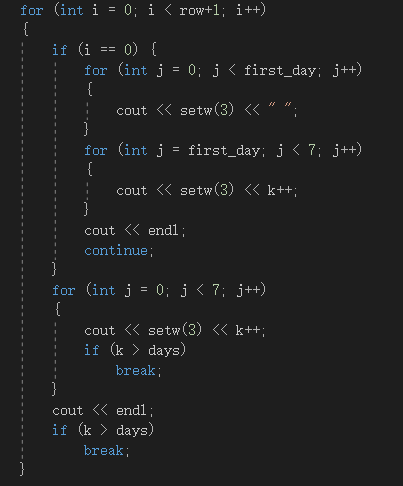 for (int i = 0; i < row+1; i++)
{
    if (i == 0) {
        for (int j = 0; j < first_day; j++)
        {
            cout << setw(3) << " ";
        }
        for (int j = first_day; j < 7; j++)
        {
            cout << setw(3) << k++;
        }
        cout << endl;
        continue;
    }
    for (int j = 0; j < 7; j++)
    {
        cout << setw(3) << k++;
        if (k > days)
            break;
    }
    cout << endl;
    if (k > days)
        break;
}